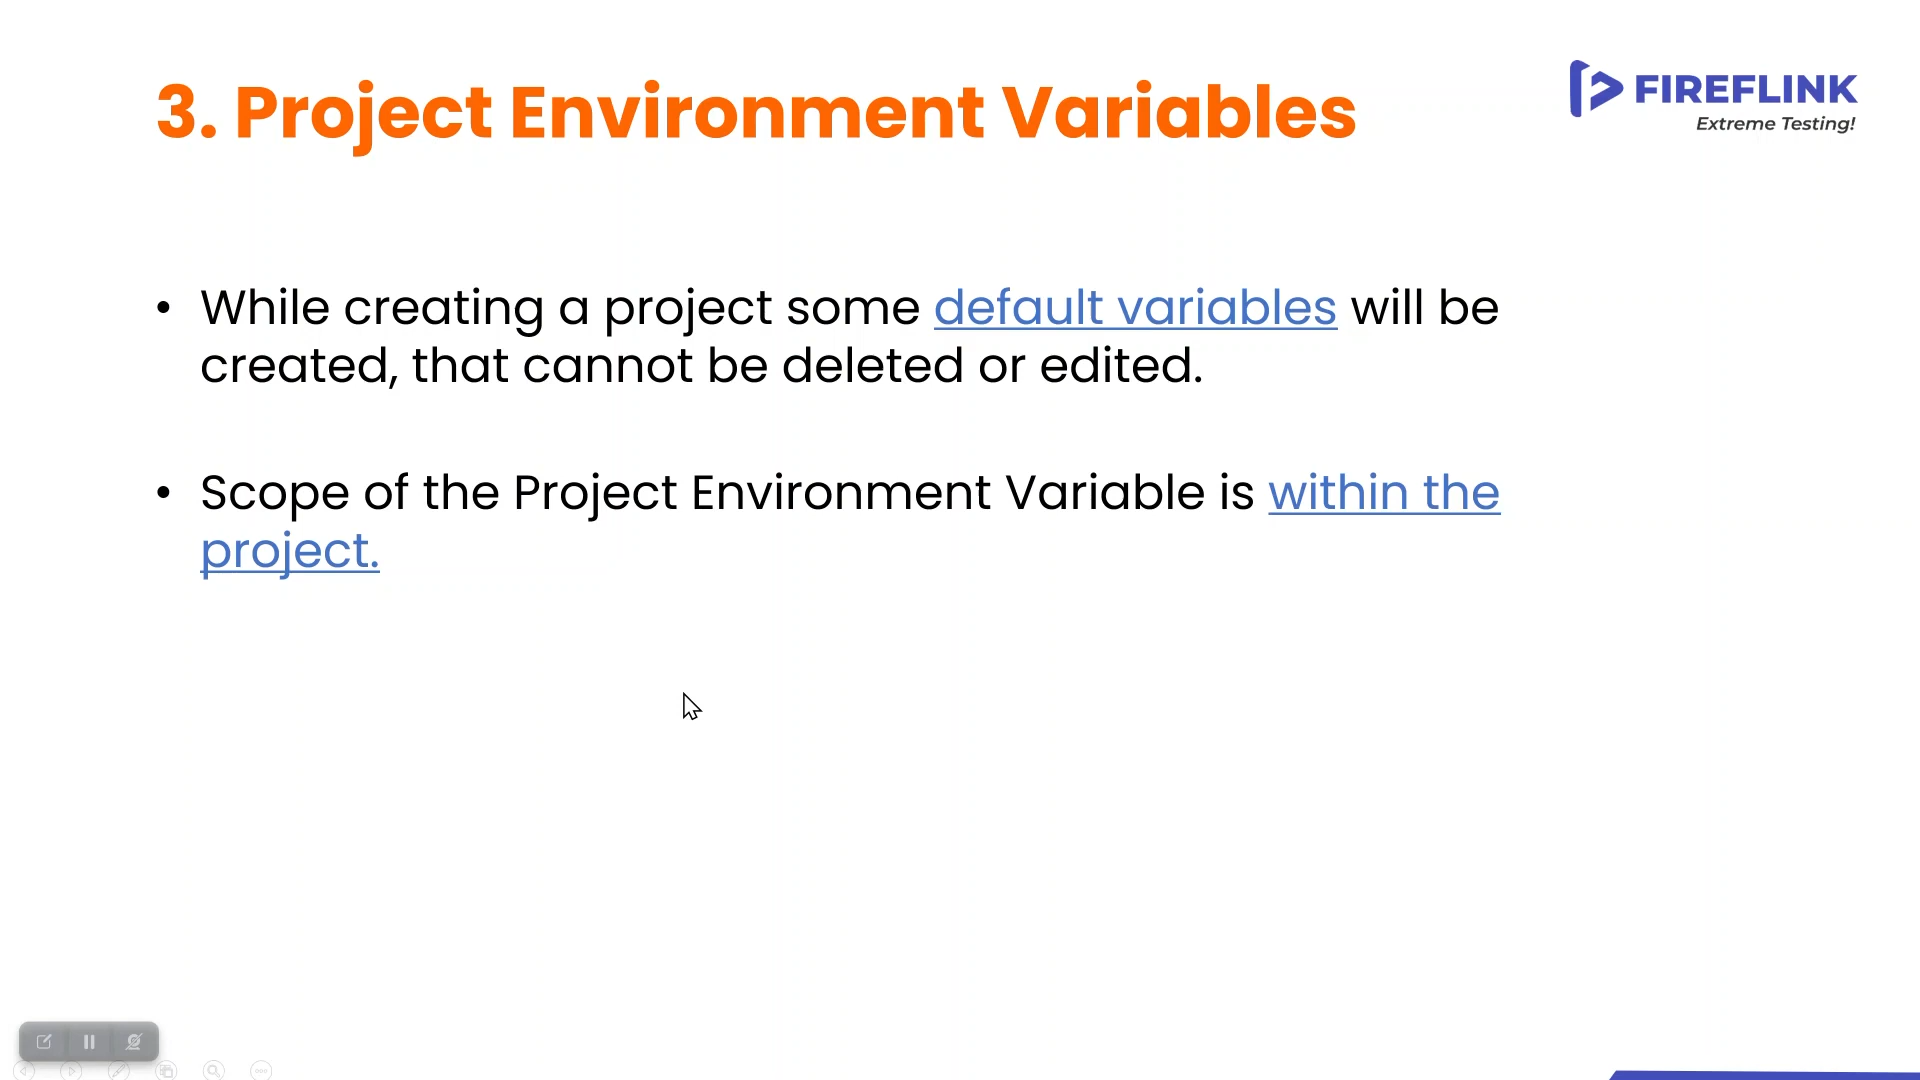 3. Project Environment Variables
FIREFLINK
Extreme Testing!
• While creating a project some default variables will be
created, that cannot be deleted or edited.
• Scope of the Project Environment Variable is within the
project.